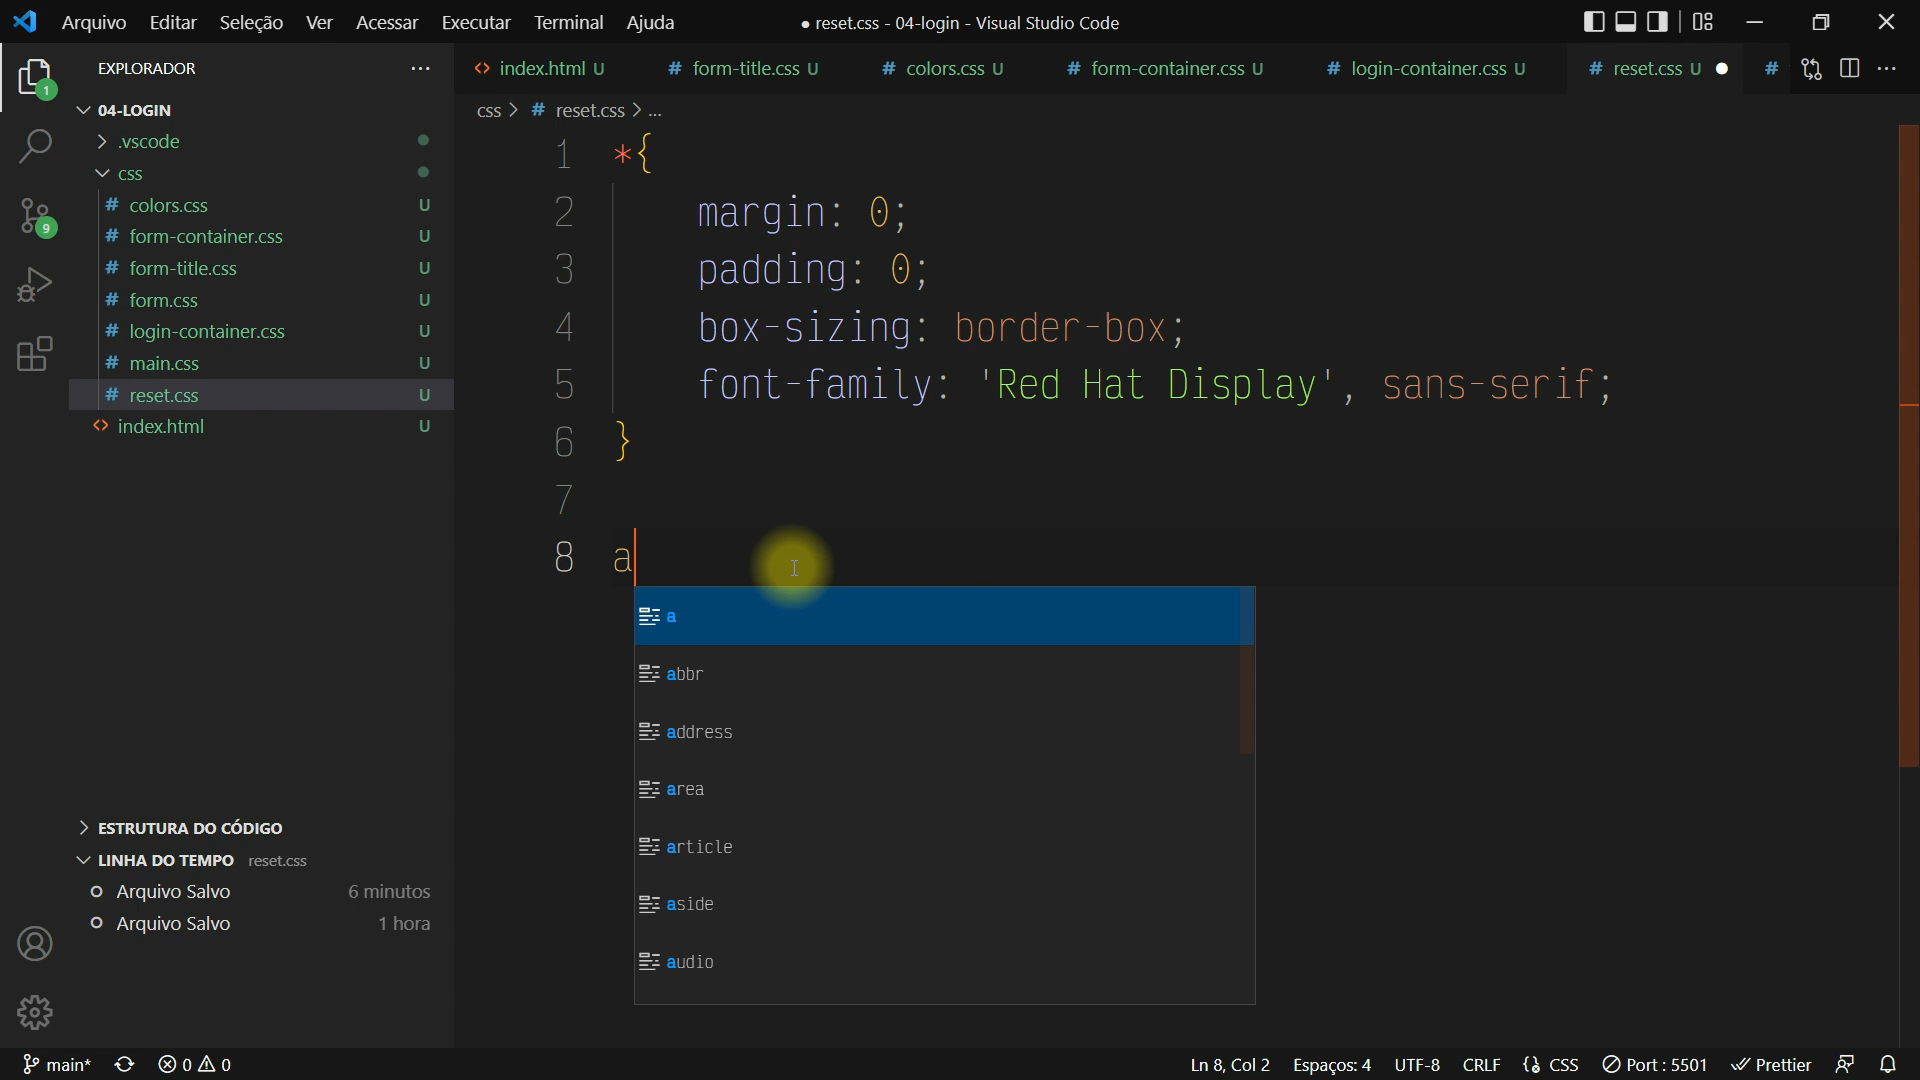 Arquivo Editar Seleção Ver Acessar Executar Terminal Ajuda ● reset.css - 04-login - Visual Studio Code
EXPLORADOR ...
1
04-LOGIN
.vscode
css
# colors.css U
# form-container.css U
# form-title.css U
# form.css U
# login-container.css U
# main.css U
# reset.css U
<> index.html U
9
ESTRUTURA DO CÓDIGO
LINHA DO TEMPO reset.css
Arquivo Salvo 6 minutos
Arquivo Salvo 1 hora
<> index.html U # form-title.css U # colors.css U # form-container.css U # login-container.css U # reset.css U ● # ...
css > # reset.css > ...
1 *{
2 margin: 0;
3 padding: 0;
4 box-sizing: border-box;
5 font-family: 'Red Hat Display', sans-serif;
6 }
7
8 a
a
abbr
address
area
article
aside
audio
main* 0 0 Ln 8, Col 2 Espaços: 4 UTF-8 CRLF {} CSS Port : 5501 Prettier